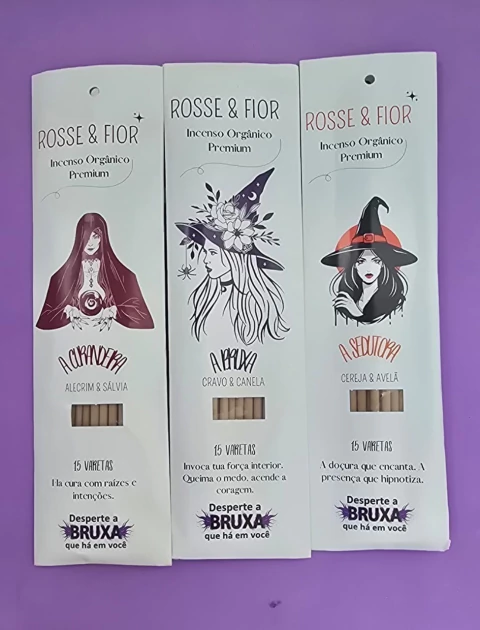 ROSSE & FIOR
Incenso Orgânico
Premium
A CURANDEIRA
ALECRIM & SÁLVIA
15 VARETAS
Ela cura com raízes e
intenções.
Desperte a
BRUXA
que há em você
ROSSE & FIOR
Incenso Orgânico
Premium
A BRUXA
CRAVO & CANELA
15 VARETAS
Invoca tua força interior.
Queima o medo, acende a
coragem.
Desperte a
BRUXA
que há em você
ROSSE & FIOR
Incenso Orgânico
Premium
A SEDUTORA
CEREJA & AVELÃ
15 VARETAS
A doçura que encanta. A
presença que hipnotiza.
Desperte a
BRUXA
que há em você